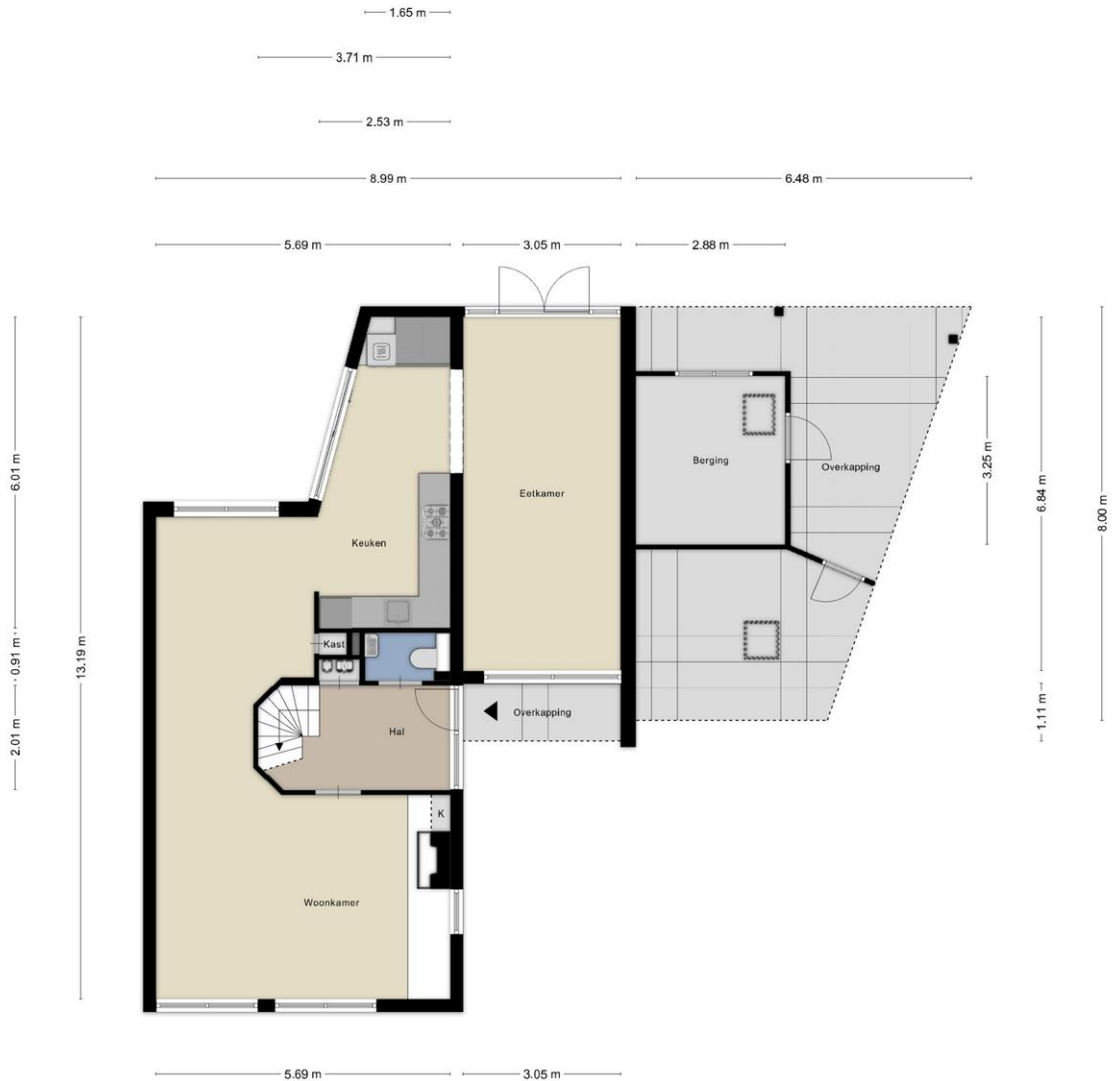 1.65 m
3.71 m
2.53 m
8.99 m
6.48 m
5.69 m
3.05 m
2.88 m
6.01 m
0.91 m
2.01 m
13.19 m
Berging
Overkapping
Eetkamer
Keuken
Kast
Overkapping
Hal
K
Woonkamer
3.25 m
6.84 m
1.11 m
8.00 m
5.69 m
3.05 m